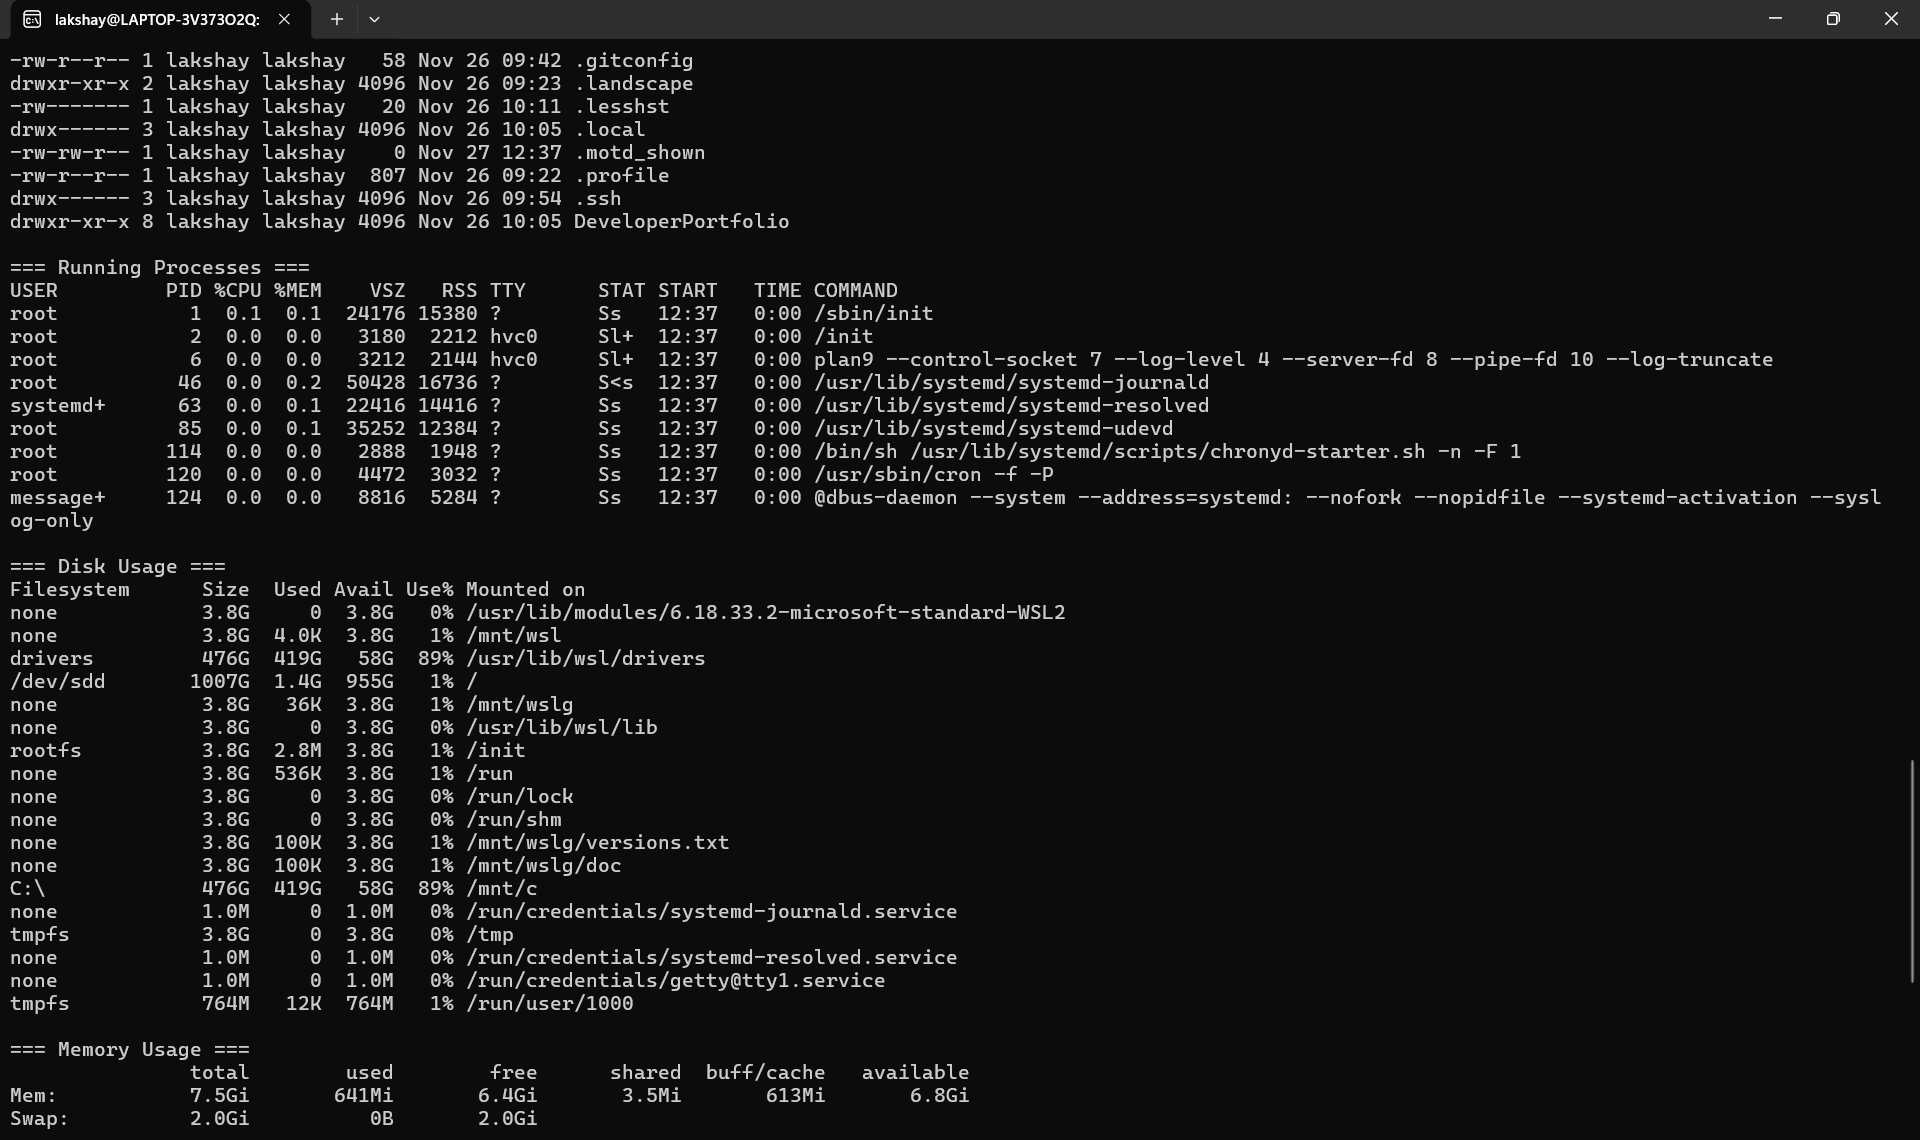 lakshay@LAPTOP-3V373O2Q:
-rw-r--r-- 1 lakshay lakshay   58 Nov 26 09:42 .gitconfig
drwxr-xr-x 2 lakshay lakshay 4096 Nov 26 09:23 .landscape
-rw------- 1 lakshay lakshay   20 Nov 26 10:11 .lesshst
drwx------ 3 lakshay lakshay 4096 Nov 26 10:05 .local
-rw-rw-r-- 1 lakshay lakshay    0 Nov 27 12:37 .motd_shown
-rw-r--r-- 1 lakshay lakshay  807 Nov 26 09:22 .profile
drwx------ 3 lakshay lakshay 4096 Nov 26 09:54 .ssh
drwxr-xr-x 8 lakshay lakshay 4096 Nov 26 10:05 DeveloperPortfolio
=== Running Processes ===
USER         PID %CPU %MEM    VSZ   RSS TTY      STAT START   TIME COMMAND
root           1  0.1  0.1  24176 15380 ?        Ss   12:37   0:00 /sbin/init
root           2  0.0  0.0   3180  2212 hvc0     Sl+  12:37   0:00 /init
root           6  0.0  0.0   3212  2144 hvc0     Sl+  12:37   0:00 plan9 --control-socket 7 --log-level 4 --server-fd 8 --pipe-fd 10 --log-truncate
root          46  0.0  0.2  50428 16736 ?        S<s  12:37   0:00 /usr/lib/systemd/systemd-journald
systemd+      63  0.0  0.1  22416 14416 ?        Ss   12:37   0:00 /usr/lib/systemd/systemd-resolved
root          85  0.0  0.1  35252 12384 ?        Ss   12:37   0:00 /usr/lib/systemd/systemd-udevd
root         114  0.0  0.0   2888  1948 ?        Ss   12:37   0:00 /bin/sh /usr/lib/systemd/scripts/chronyd-starter.sh -n -F 1
root         120  0.0  0.0   4472  3032 ?        Ss   12:37   0:00 /usr/sbin/cron -f -P
message+     124  0.0  0.0   8816  5284 ?        Ss   12:37   0:00 @dbus-daemon --system --address=systemd: --nofork --nopidfile --systemd-activation --sysl
og-only
=== Disk Usage ===
Filesystem      Size  Used Avail Use% Mounted on
none            3.8G     0  3.8G   0% /usr/lib/modules/6.18.33.2-microsoft-standard-WSL2
none            3.8G  4.0K  3.8G   1% /mnt/wsl
drivers         476G  419G   58G  89% /usr/lib/wsl/drivers
/dev/sdd       1007G  1.4G  955G   1% /
none            3.8G   36K  3.8G   1% /mnt/wslg
none            3.8G     0  3.8G   0% /usr/lib/wsl/lib
rootfs          3.8G  2.8M  3.8G   1% /init
none            3.8G  536K  3.8G   1% /run
none            3.8G     0  3.8G   0% /run/lock
none            3.8G     0  3.8G   0% /run/shm
none            3.8G  100K  3.8G   1% /mnt/wslg/versions.txt
none            3.8G  100K  3.8G   1% /mnt/wslg/doc
C:\             476G  419G   58G  89% /mnt/c
none            1.0M     0  1.0M   0% /run/credentials/systemd-journald.service
tmpfs           3.8G     0  3.8G   0% /tmp
none            1.0M     0  1.0M   0% /run/credentials/systemd-resolved.service
none            1.0M     0  1.0M   0% /run/credentials/getty@tty1.service
tmpfs           764M   12K  764M   1% /run/user/1000
=== Memory Usage ===
               total        used        free      shared  buff/cache   available
Mem:           7.5Gi       641Mi       6.4Gi       3.5Mi       613Mi       6.8Gi
Swap:          2.0Gi          0B       2.0Gi